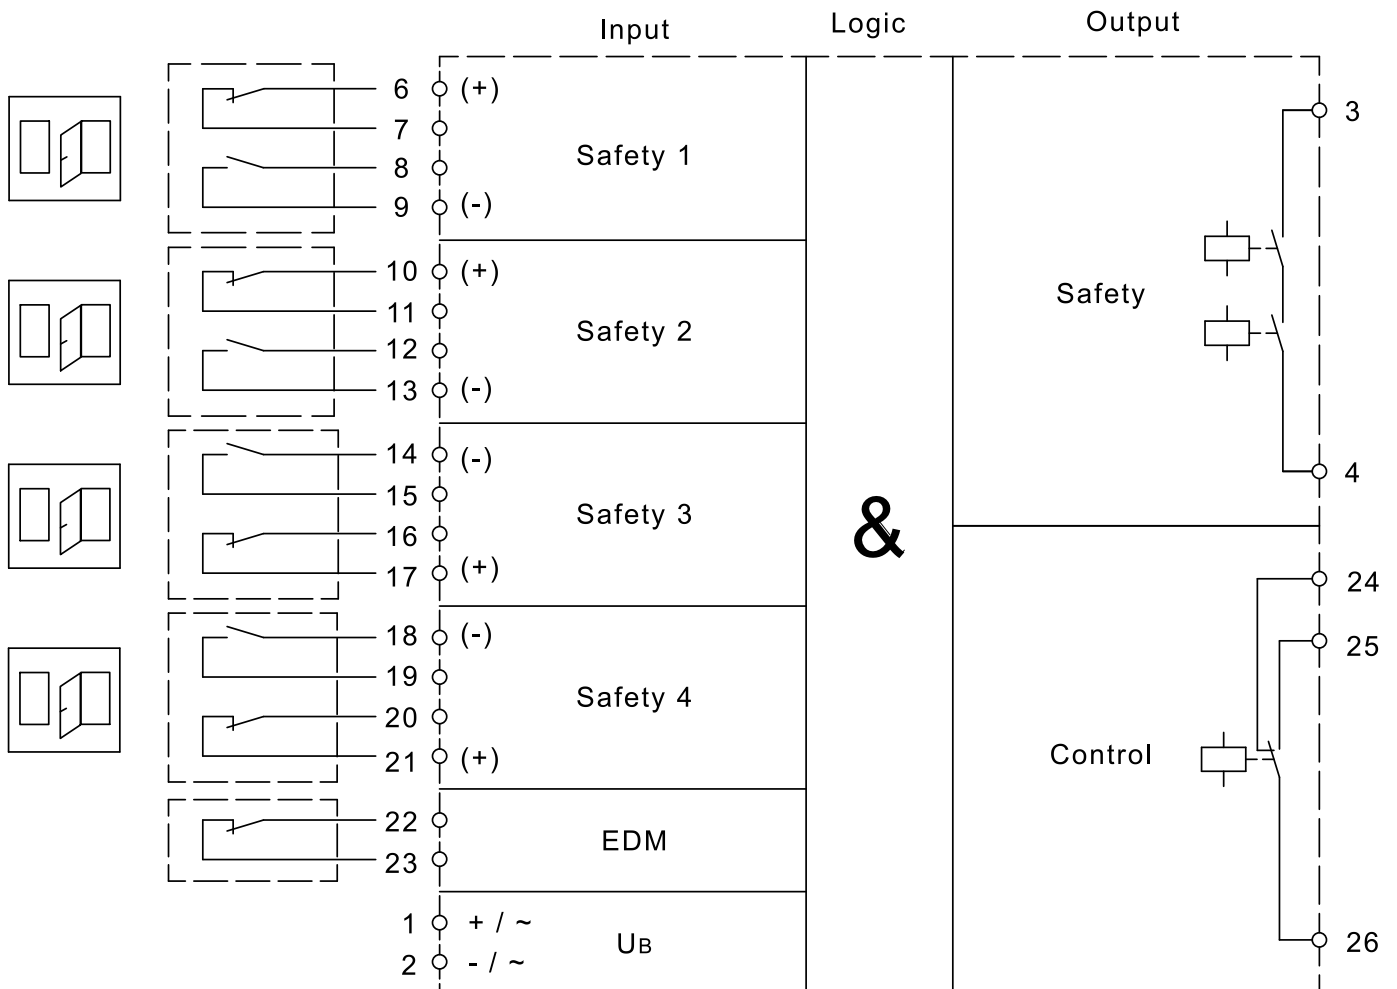 Input Logic Output
6 (+)
7
Safety 1
8
9 (-)
10 (+)
11
Safety 2
12
13 (-)
14 (-)
15
Safety 3
16
17 (+)
18 (-)
19
Safety 4
20
21 (+)
22
EDM
23
1 + / ~
UB
2 - / ~
&
3
Safety
4
24
25
Control
26